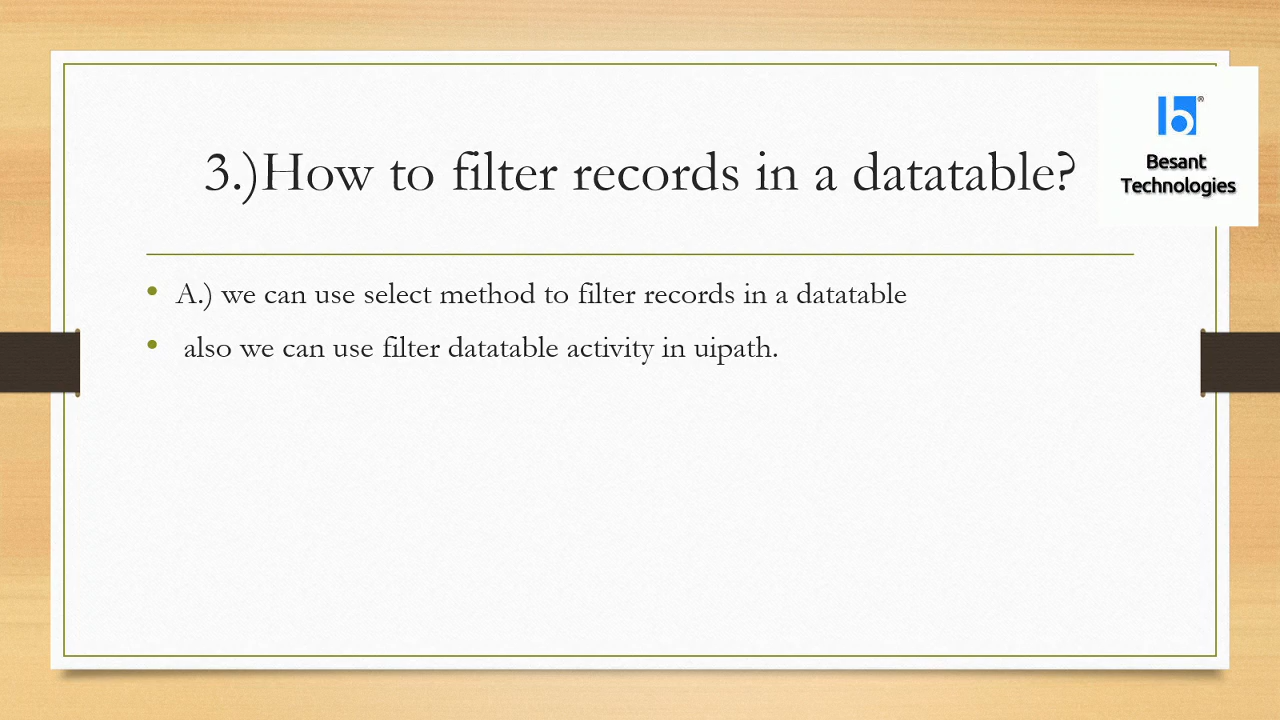 3.)How to filter records in a datatable?
b®
Besant
Technologies
• A.) we can use select method to filter records in a datatable
• also we can use filter datatable activity in uipath.